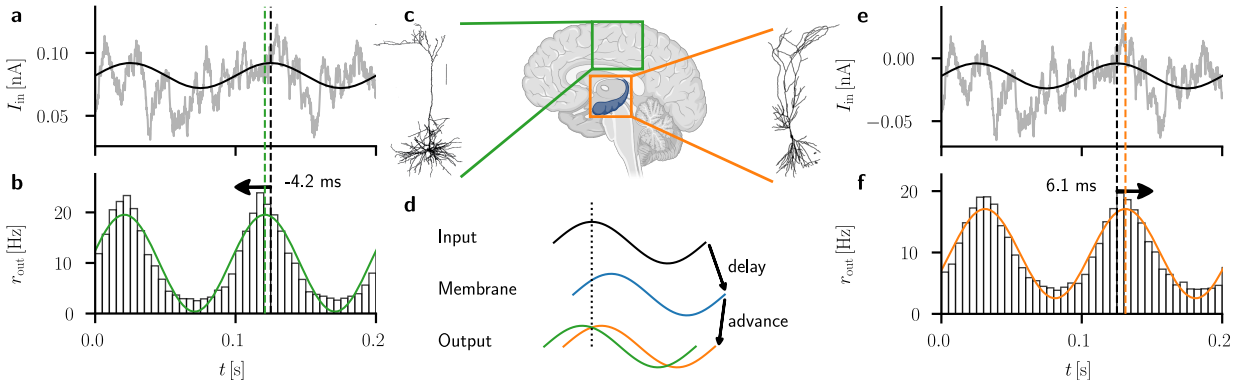 a
0.10
0.05
I_in [nA]
b
-4.2 ms
20
10
0
r_out [Hz]
0.0
0.1
0.2
t [s]
c
d
Input
delay
Membrane
advance
Output
e
0.00
−0.05
I_in [nA]
f
6.1 ms
20
10
0
r_out [Hz]
0.0
0.1
0.2
t [s]